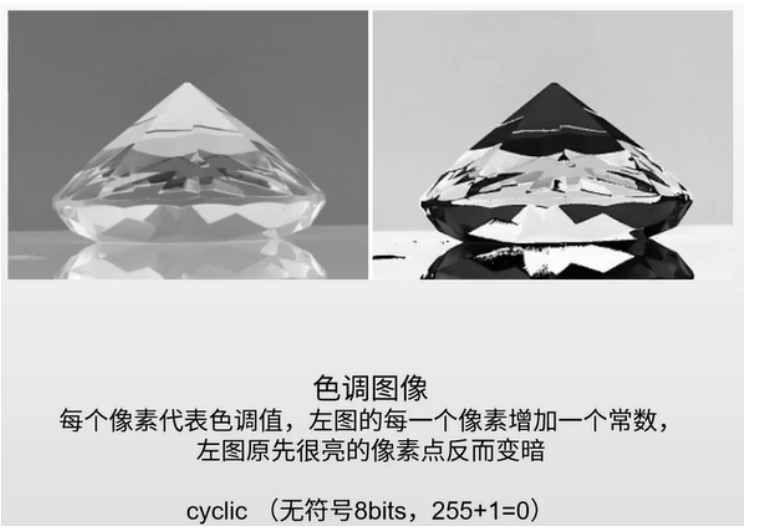 色调图像
每个像素代表色调值，左图的每一个像素增加一个常数，
左图原先很亮的像素点反而变暗
cyclic （无符号8bits，255+1=0）